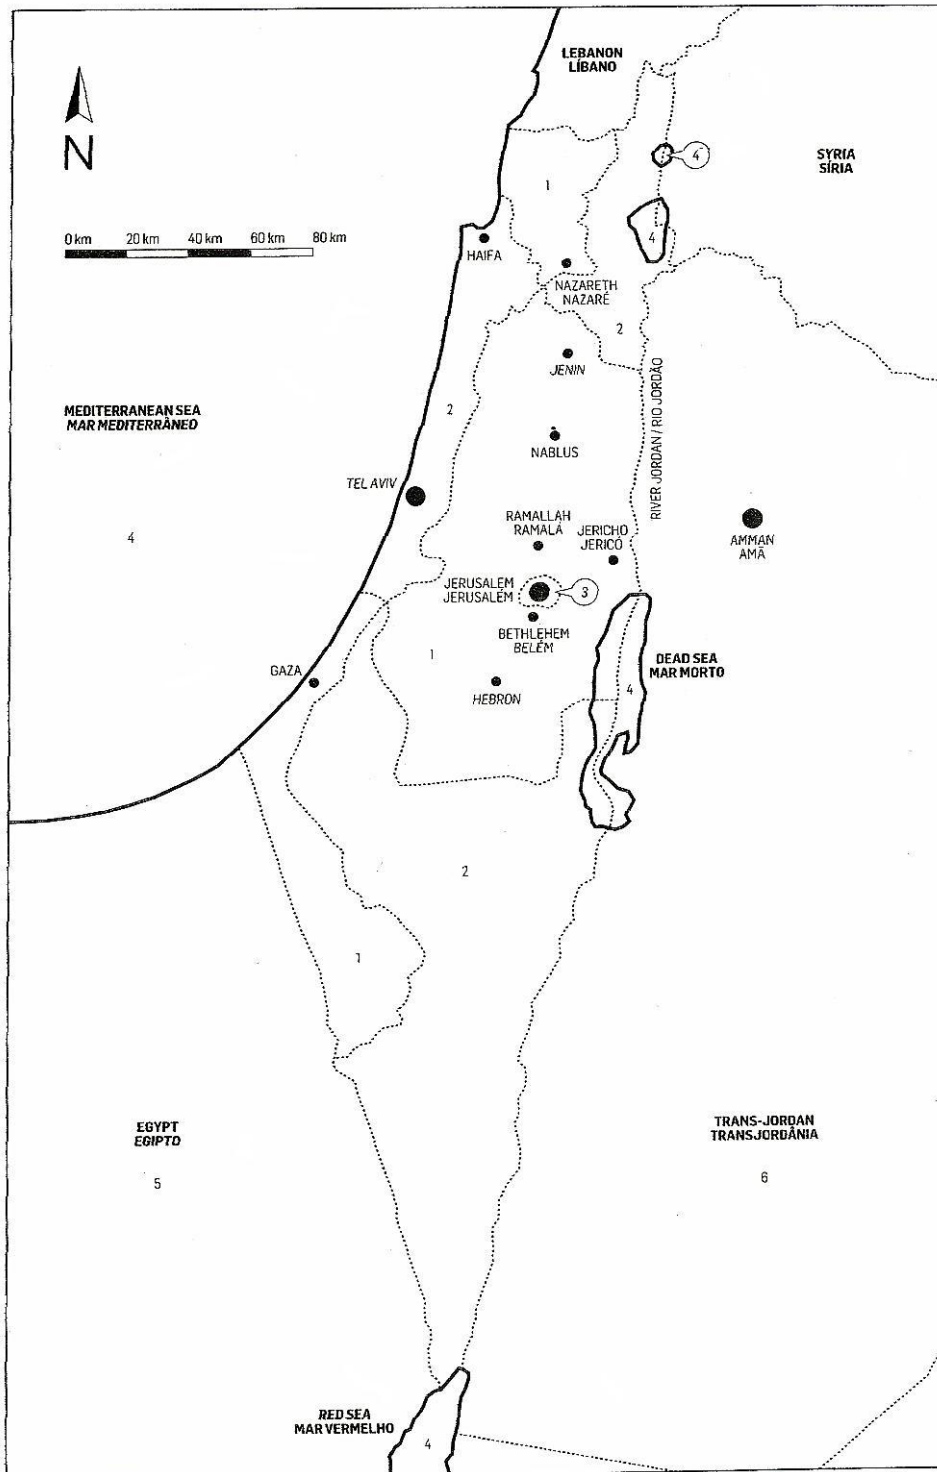 LEBANON
LÍBANO
N
4
SYRIA
SÍRIA
1
4
0 km 20 km 40 km 60 km 80 km
HAIFA
NAZARETH
NAZARÉ
2
JENIN
RIVER JORDAN / RIO JORDÃO
MEDITERRANEAN SEA
MAR MEDITERRÂNEO
2
NABLUS
TEL AVIV
4
RAMALLAH
RAMALÁ
JERICHO
JERICÓ
AMMAN
AMÃ
JERUSALEM
JERUSALÉM
3
BETHLEHEM
BELÉM
1
DEAD SEA
MAR MORTO
GAZA
HEBRON
4
2
1
EGYPT
EGIPTO
5
TRANS-JORDAN
TRANSJORDÂNIA
6
RED SEA
MAR VERMELHO
4